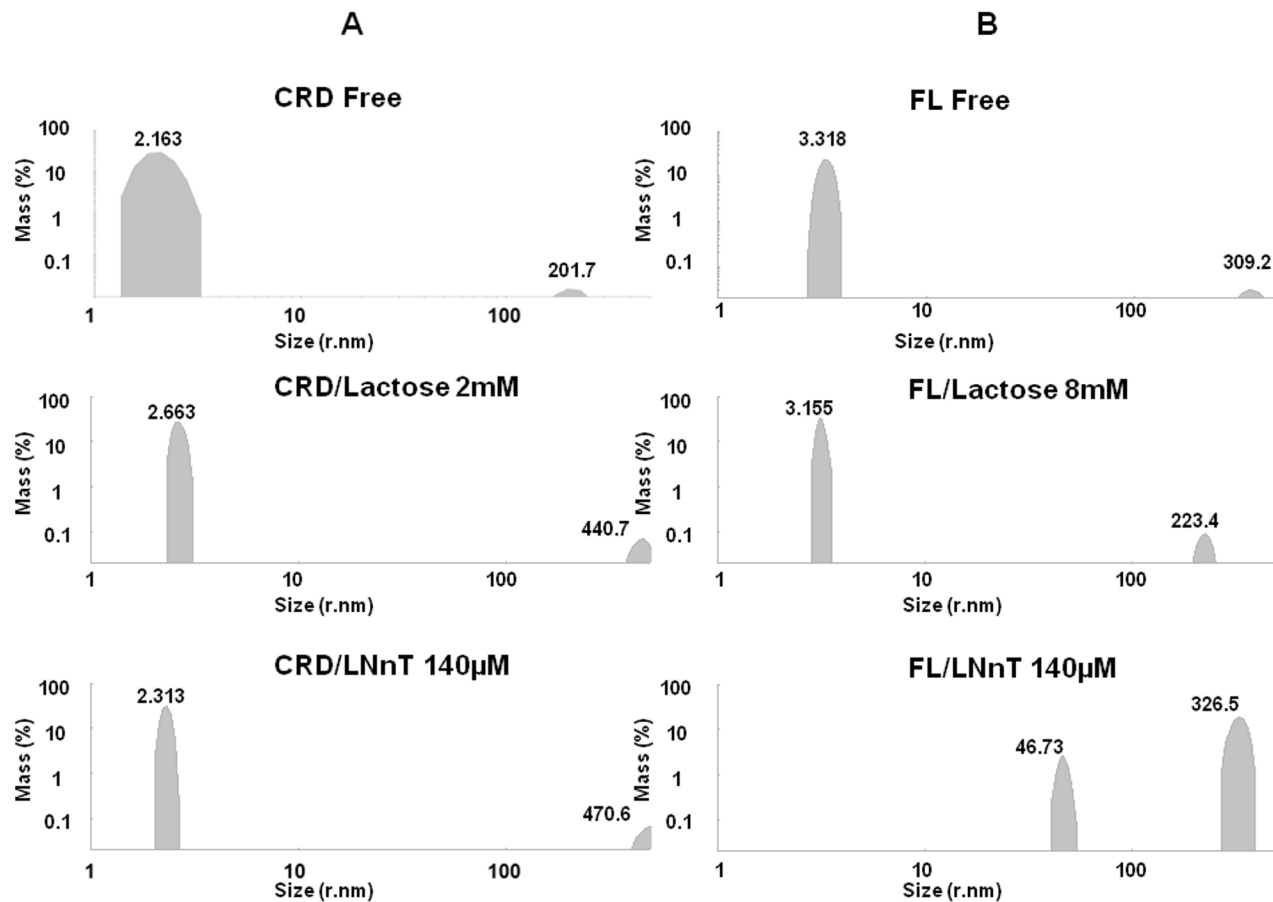 A
CRD Free
Mass (%)
100
10
1
0.1
2.163
201.7
1 10 100
Size (r.nm)
CRD/Lactose 2mM
Mass (%)
100
10
1
0.1
2.663
440.7
1 10 100
Size (r.nm)
CRD/LNnT 140µM
Mass (%)
100
10
1
0.1
2.313
470.6
1 10 100
Size (r.nm)
B
FL Free
Mass (%)
100
10
1
0.1
3.318
309.2
1 10 100
Size (r.nm)
FL/Lactose 8mM
Mass (%)
100
10
1
0.1
3.155
223.4
1 10 100
Size (r.nm)
FL/LNnT 140µM
Mass (%)
100
10
1
0.1
46.73
326.5
1 10 100
Size (r.nm)